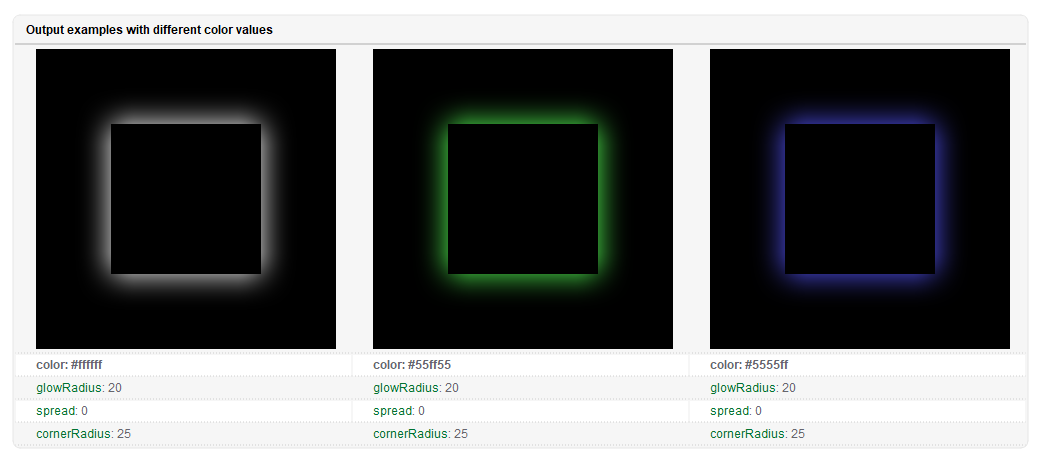 Output examples with different color values
color: #ffffff color: #55ff55 color: #5555ff
glowRadius: 20 glowRadius: 20 glowRadius: 20
spread: 0 spread: 0 spread: 0
cornerRadius: 25 cornerRadius: 25 cornerRadius: 25